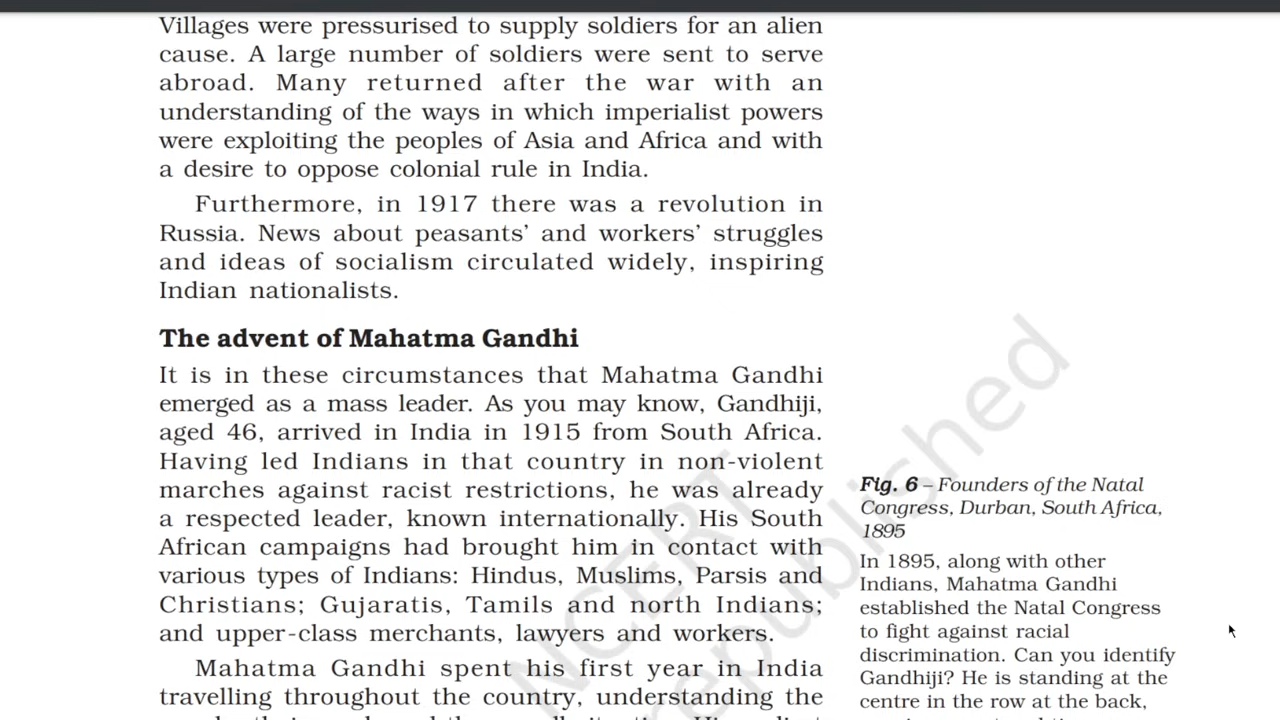 Villages were pressurised to supply soldiers for an alien
cause. A large number of soldiers were sent to serve
abroad. Many returned after the war with an
understanding of the ways in which imperialist powers
were exploiting the peoples of Asia and Africa and with
a desire to oppose colonial rule in India.
Furthermore, in 1917 there was a revolution in
Russia. News about peasants’ and workers’ struggles
and ideas of socialism circulated widely, inspiring
Indian nationalists.
The advent of Mahatma Gandhi
It is in these circumstances that Mahatma Gandhi
emerged as a mass leader. As you may know, Gandhiji,
aged 46, arrived in India in 1915 from South Africa.
Having led Indians in that country in non-violent
marches against racist restrictions, he was already
a respected leader, known internationally. His South
African campaigns had brought him in contact with
various types of Indians: Hindus, Muslims, Parsis and
Christians; Gujaratis, Tamils and north Indians;
and upper-class merchants, lawyers and workers.
Mahatma Gandhi spent his first year in India
travelling throughout the country, understanding the
Fig. 6 – Founders of the Natal
Congress, Durban, South Africa,
1895
In 1895, along with other
Indians, Mahatma Gandhi
established the Natal Congress
to fight against racial
discrimination. Can you identify
Gandhiji? He is standing at the
centre in the row at the back,
NCERT
republished